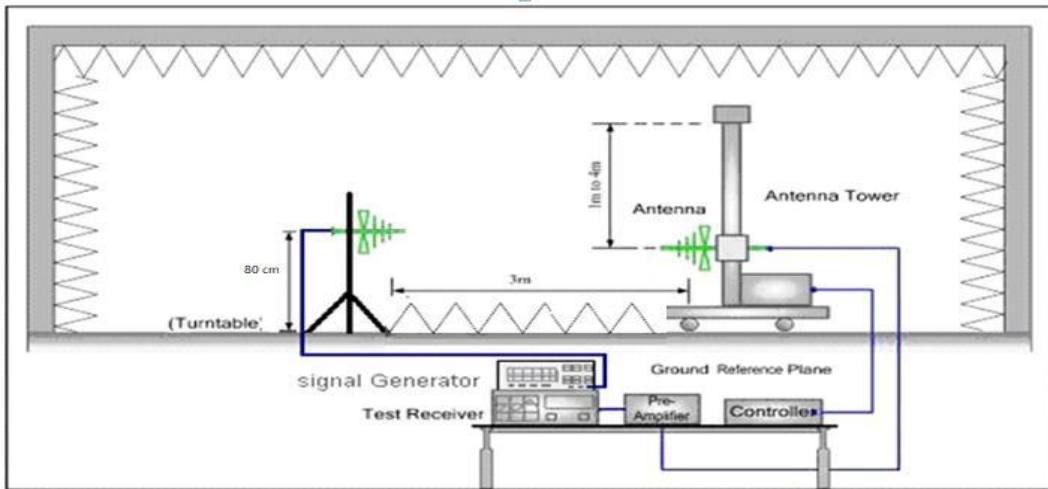 1m to 4m
Antenna Tower
Antenna
80 cm
3m
(Turntable)
Ground Reference Plane
signal Generator
Test Receiver
Pre-
Amplifier
Controller